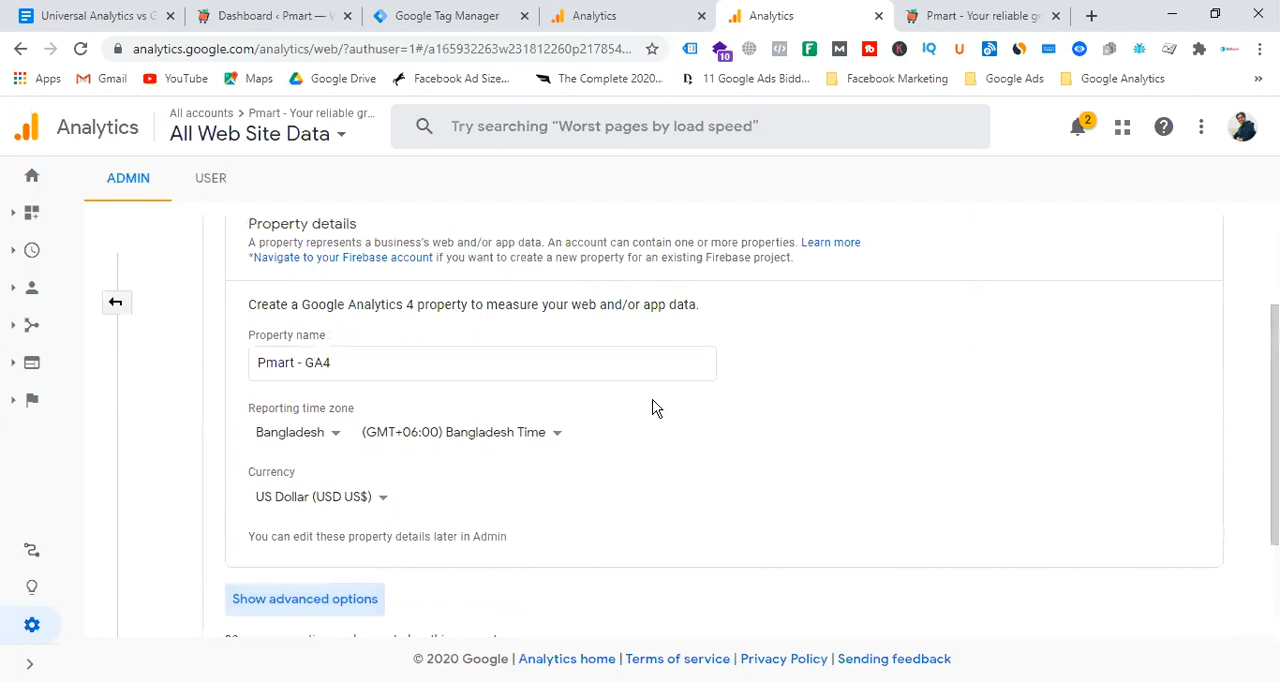 Universal Analytics vs G
Dashboard ‹ Pmart —
Google Tag Manager
Analytics
Analytics
Pmart - Your reliable gr
analytics.google.com/analytics/web/?authuser=1#/a165932263w231812260p217854...
10
Apps
Gmail
YouTube
Maps
Google Drive
Facebook Ad Size...
The Complete 2020...
11 Google Ads Bidd...
Facebook Marketing
Google Ads
Google Analytics
»
Analytics
All accounts > Pmart - Your reliable gr...
All Web Site Data
Try searching “Worst pages by load speed”
2
ADMIN
USER
Property details
A property represents a business's web and/or app data. An account can contain one or more properties. Learn more
*Navigate to your Firebase account if you want to create a new property for an existing Firebase project.
Create a Google Analytics 4 property to measure your web and/or app data.
Property name
Pmart - GA4
Reporting time zone
Bangladesh
(GMT+06:00) Bangladesh Time
Currency
US Dollar (USD US$)
You can edit these property details later in Admin
Show advanced options
© 2020 Google | Analytics home | Terms of service | Privacy Policy | Sending feedback